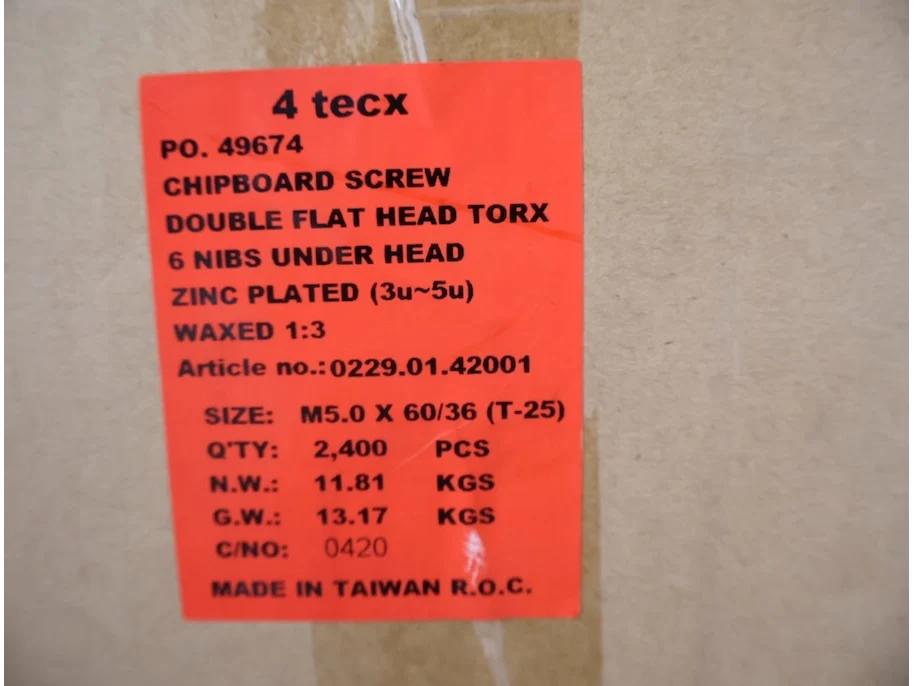 4 tecx
PO. 49674
CHIPBOARD SCREW
DOUBLE FLAT HEAD TORX
6 NIBS UNDER HEAD
ZINC PLATED (3u~5u)
WAXED 1:3
Article no.:0229.01.42001
SIZE: M5.0 X 60/36 (T-25)
Q'TY: 2,400 PCS
N.W.: 11.81 KGS
G.W.: 13.17 KGS
C/NO: 0420
MADE IN TAIWAN R.O.C.